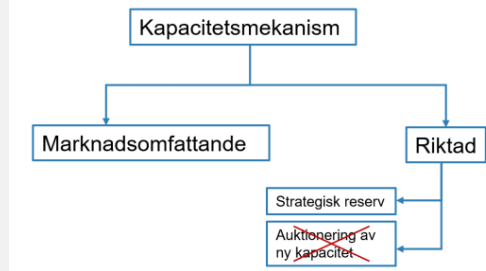 Kapacitetsmekanism
Marknadsomfattande
Riktad
Strategisk reserv
Auktionering av
ny kapacitet